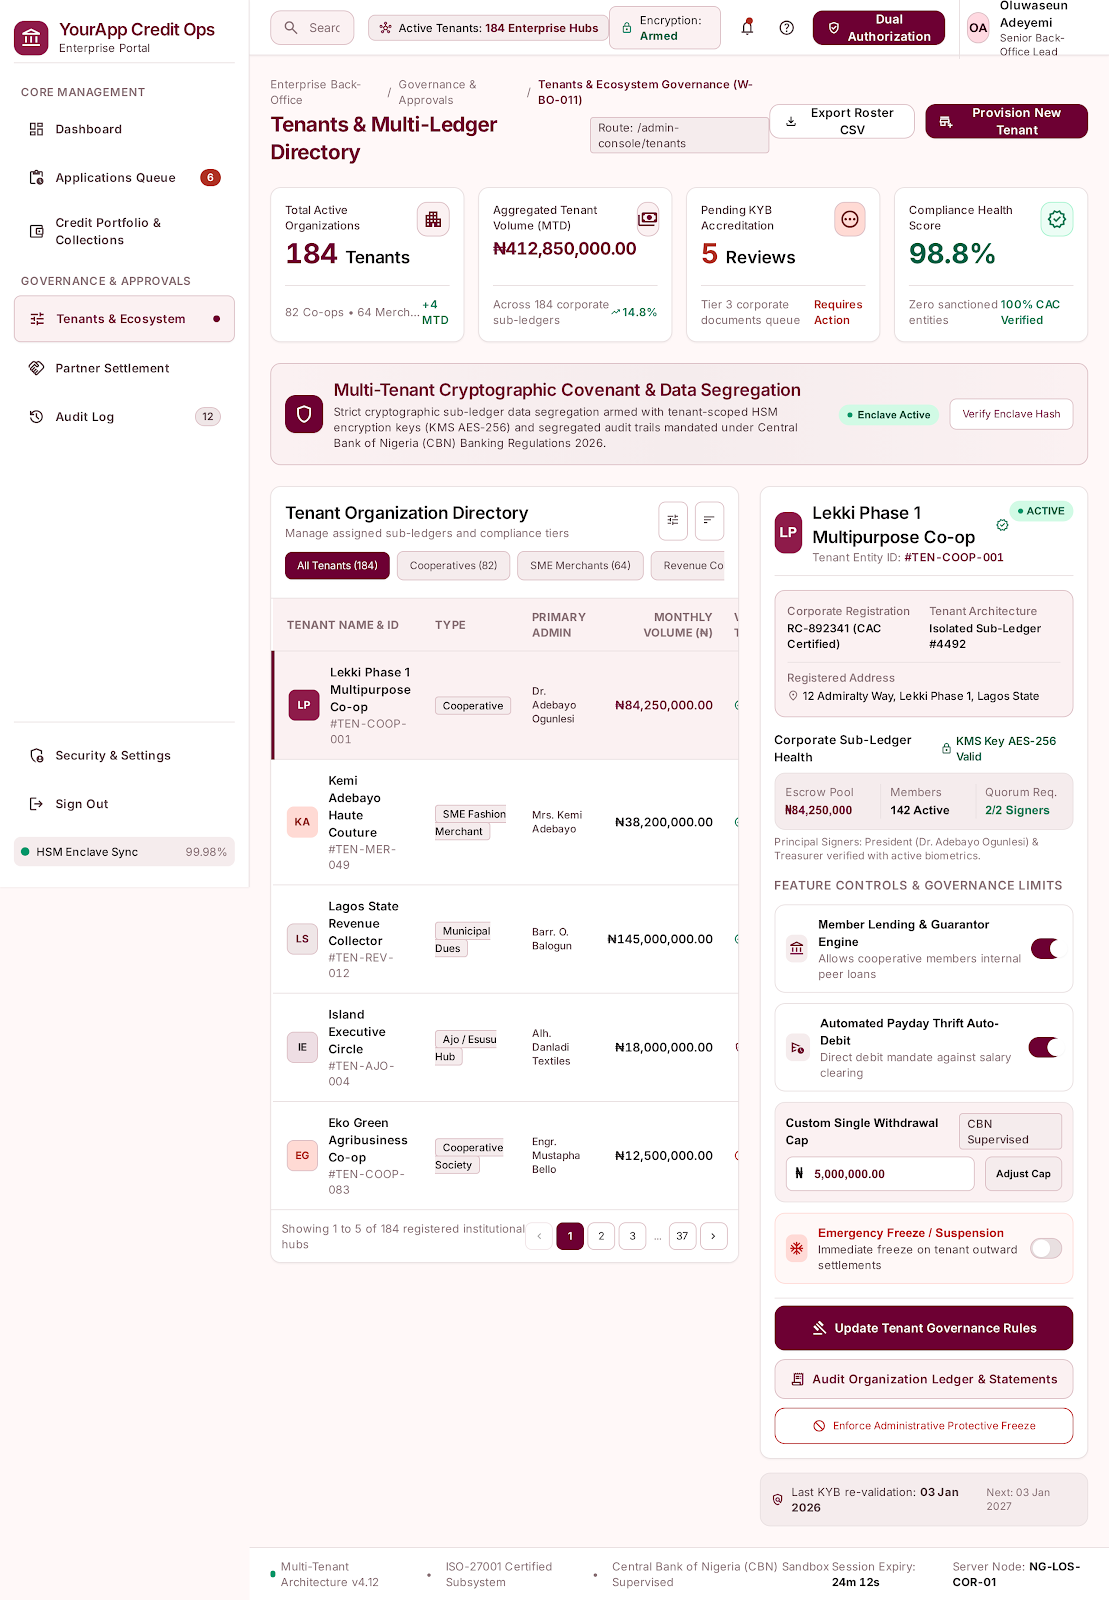 YourApp Credit Ops
Enterprise Portal
CORE MANAGEMENT
Dashboard
Applications Queue
6
Credit Portfolio &
Collections
GOVERNANCE & APPROVALS
Tenants & Ecosystem
Partner Settlement
Audit Log
12
Security & Settings
Sign Out
HSM Enclave Sync
99.98%
Active Tenants: 184 Enterprise Hubs
Encryption:
Armed
Dual
Authorization
OA
Oluwaseun
Adeyemi
Senior Back-
Office Lead
Enterprise Back-
Office
/
Governance &
Approvals
/
Tenants & Ecosystem Governance (W-
BO-011)
Tenants & Multi-Ledger
Directory
Route: /admin-
console/tenants
Export Roster
CSV
Provision New
Tenant
Total Active
Organizations
184 Tenants
82 Co-ops • 64 Merch...
+4
MTD
Aggregated Tenant
Volume (MTD)
₦412,850,000.00
Across 184 corporate
sub-ledgers
14.8%
Pending KYB
Accreditation
5 Reviews
Tier 3 corporate
documents queue
Requires
Action
Compliance Health
Score
98.8%
Zero sanctioned
entities
100% CAC
Verified
Multi-Tenant Cryptographic Covenant & Data Segregation
Strict cryptographic sub-ledger data segregation armed with tenant-scoped HSM
encryption keys (KMS AES-256) and segregated audit trails mandated under Central
Bank of Nigeria (CBN) Banking Regulations 2026.
Enclave Active
Verify Enclave Hash
Tenant Organization Directory
Manage assigned sub-ledgers and compliance tiers
All Tenants (184)
Cooperatives (82)
SME Merchants (64)
Revenue Co
TENANT NAME & ID
TYPE
PRIMARY
ADMIN
MONTHLY
VOLUME (₦)
LP
Lekki Phase 1
Multipurpose
Co-op
#TEN-COOP-
001
Cooperative
Dr.
Adebayo
Ogunlesi
₦84,250,000.00
KA
Kemi
Adebayo
Haute
Couture
#TEN-MER-
049
SME Fashion
Merchant
Mrs. Kemi
Adebayo
₦38,200,000.00
LS
Lagos State
Revenue
Collector
#TEN-REV-
012
Municipal
Dues
Barr. O.
Balogun
₦145,000,000.00
IE
Island
Executive
Circle
#TEN-AJO-
004
Ajo / Esusu
Hub
Alh.
Danladi
Textiles
₦18,000,000.00
EG
Eko Green
Agribusiness
Co-op
#TEN-COOP-
083
Cooperative
Society
Engr.
Mustapha
Bello
₦12,500,000.00
Showing 1 to 5 of 184 registered institutional
hubs
‹
1
2
3
...
37
›
LP
Lekki Phase 1
Multipurpose Co-op
ACTIVE
Tenant Entity ID: #TEN-COOP-001
Corporate Registration
RC-892341 (CAC
Certified)
Tenant Architecture
Isolated Sub-Ledger
#4492
Registered Address
12 Admiralty Way, Lekki Phase 1, Lagos State
Corporate Sub-Ledger
Health
KMS Key AES-256
Valid
Escrow Pool
₦84,250,000
Members
142 Active
Quorum Req.
2/2 Signers
Principal Signers: President (Dr. Adebayo Ogunlesi) &
Treasurer verified with active biometrics.
FEATURE CONTROLS & GOVERNANCE LIMITS
Member Lending & Guarantor
Engine
Allows cooperative members internal
peer loans
Automated Payday Thrift Auto-
Debit
Direct debit mandate against salary
clearing
Custom Single Withdrawal
Cap
CBN
Supervised
₦ 5,000,000.00
Adjust Cap
Emergency Freeze / Suspension
Immediate freeze on tenant outward
settlements
Update Tenant Governance Rules
Audit Organization Ledger & Statements
Enforce Administrative Protective Freeze
Last KYB re-validation: 03 Jan
2026
Next: 03 Jan
2027
Multi-Tenant
Architecture v4.12
•
ISO-27001 Certified
Subsystem
•
Central Bank of Nigeria (CBN) Sandbox
Supervised
Session Expiry:
24m 12s
Server Node: NG-LOS-
COR-01